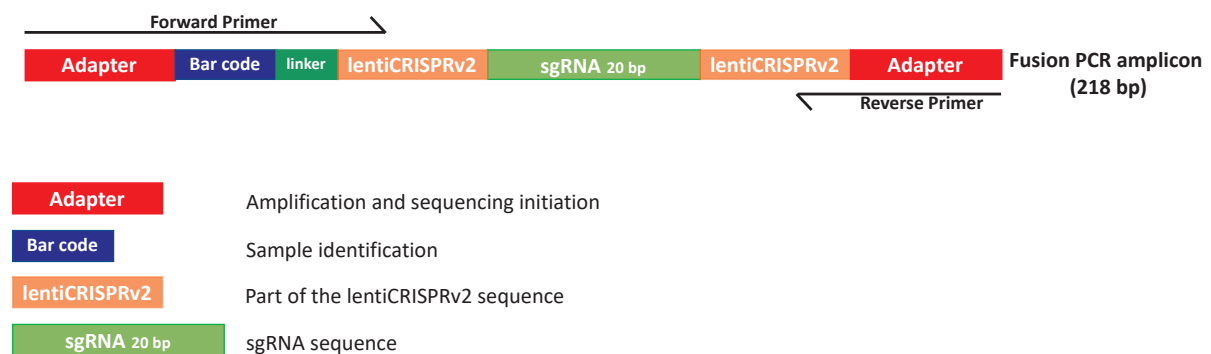 Forward Primer
Adapter Bar code linker lentiCRISPRv2 sgRNA 20 bp lentiCRISPRv2 Adapter Fusion PCR amplicon
(218 bp)
Reverse Primer
Adapter Amplification and sequencing initiation
Bar code Sample identification
lentiCRISPRv2 Part of the lentiCRISPRv2 sequence
sgRNA 20 bp sgRNA sequence